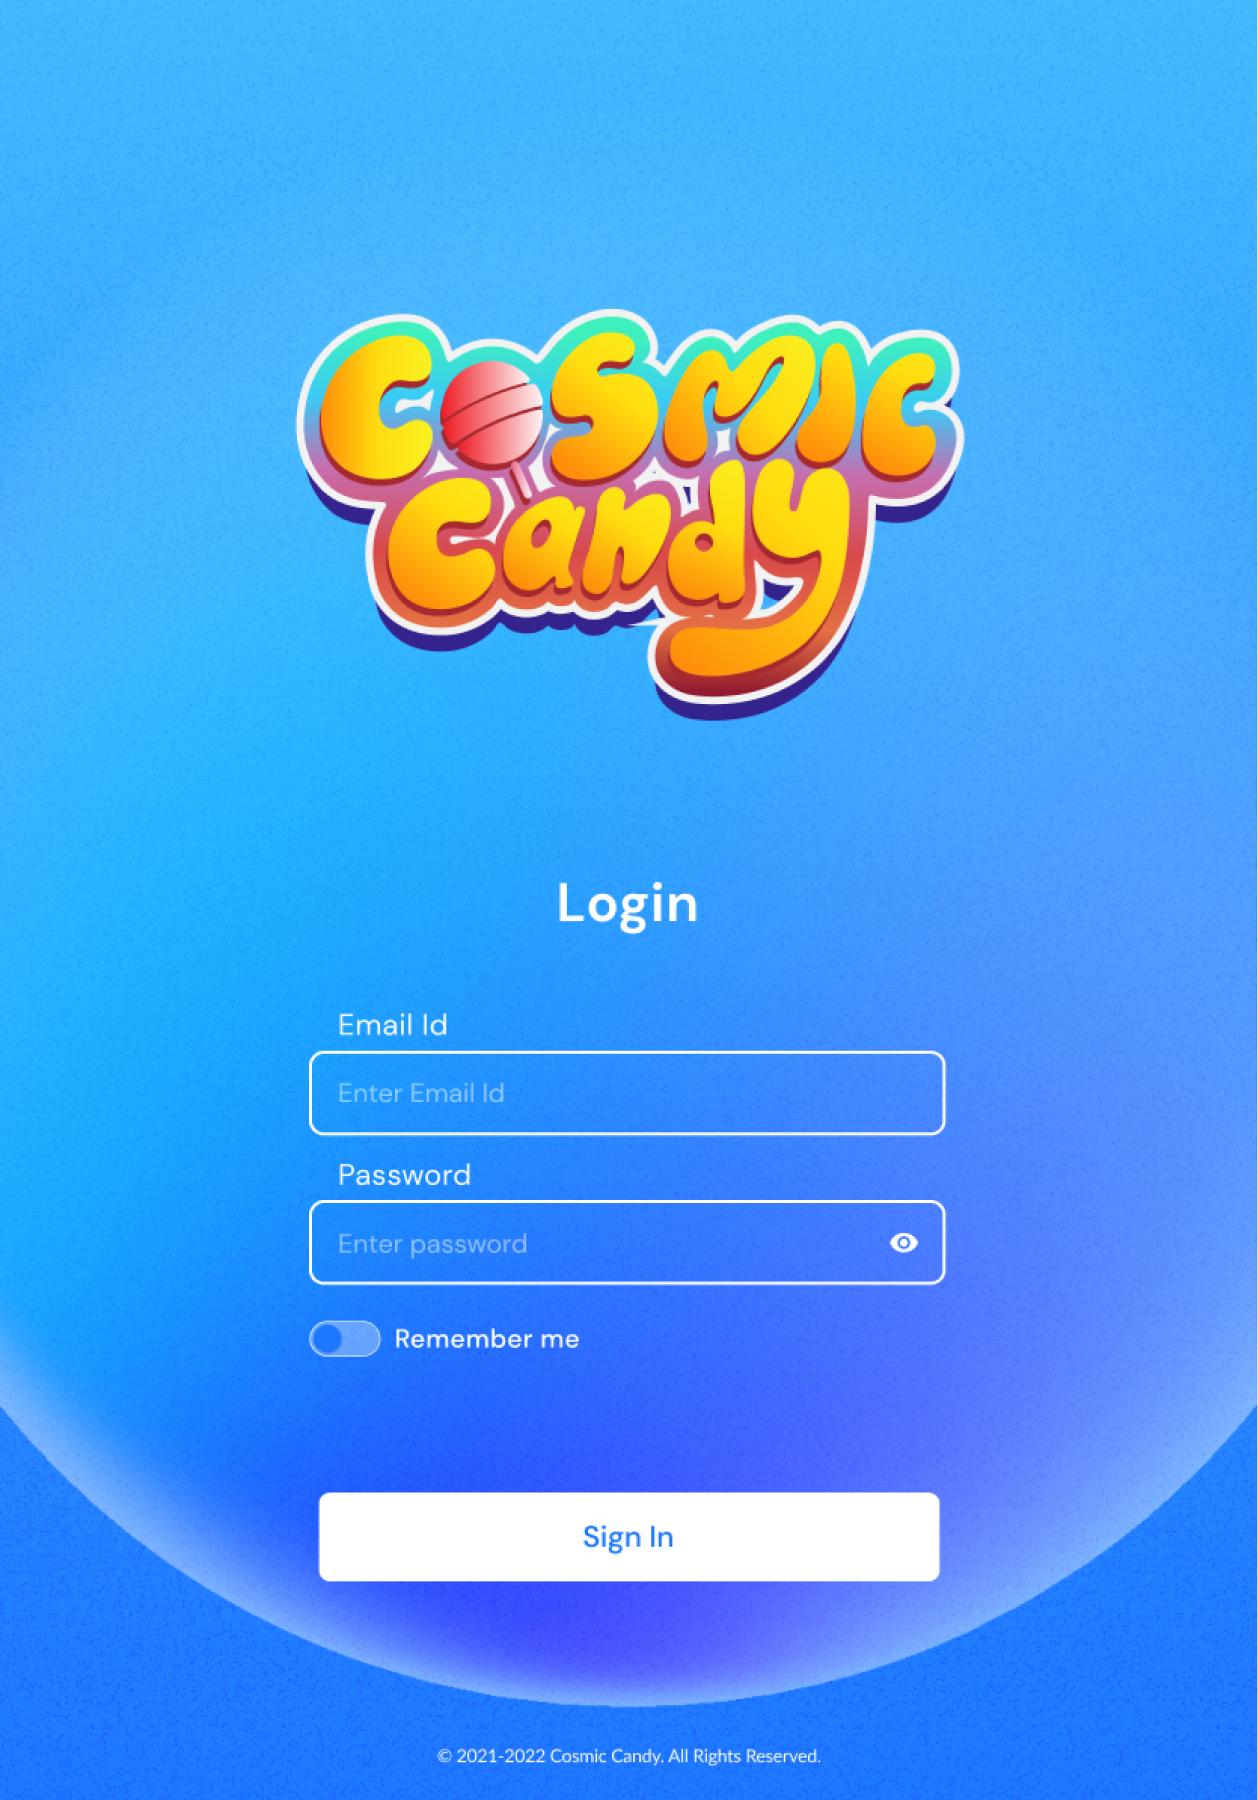 COSMIC
Candy
Login
Email Id
Enter Email Id
Password
Enter password
Remember me
Sign In
© 2021-2022 Cosmic Candy. All Rights Reserved.